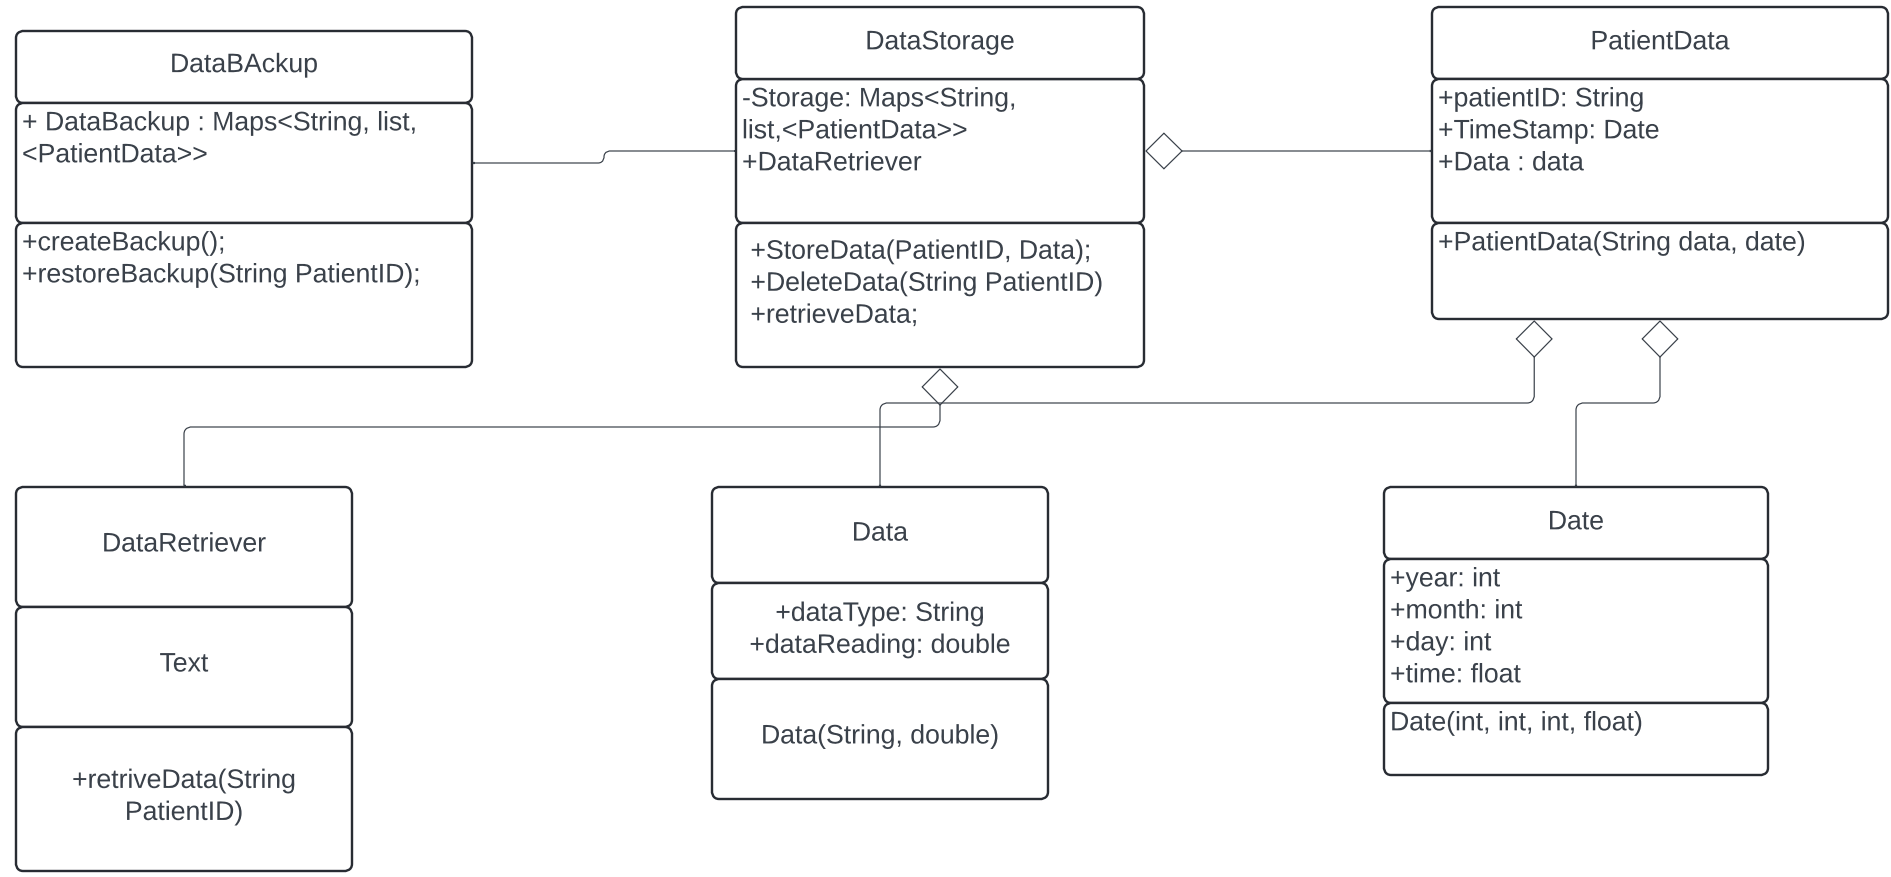 DataBAckup
+ DataBackup : Maps<String, list,
<PatientData>>
+createBackup();
+restoreBackup(String PatientID);
DataStorage
-Storage: Maps<String,
list,<PatientData>>
+DataRetriever
+StoreData(PatientID, Data);
+DeleteData(String PatientID)
+retrieveData;
PatientData
+patientID: String
+TimeStamp: Date
+Data : data
+PatientData(String data, date)
DataRetriever
Text
+retriveData(String
PatientID)
Data
+dataType: String
+dataReading: double
Data(String, double)
Date
+year: int
+month: int
+day: int
+time: float
Date(int, int, int, float)